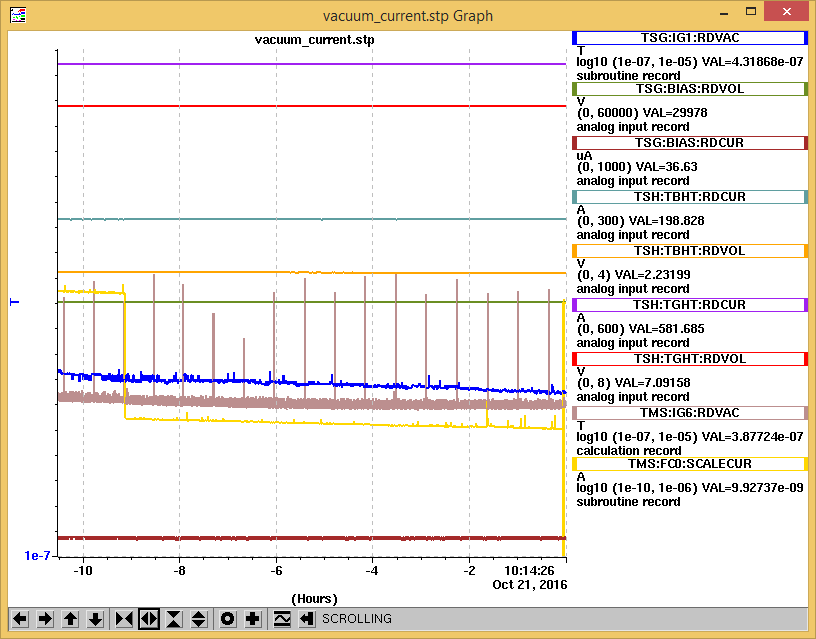 vacuum_current.stp Graph
vacuum_current.stp
T
1e-7
-10 -8 -6 -4 -2 10:14:26
Oct 21, 2016
(Hours)
TSG:IG1:RDVAC
T
log10 (1e-07, 1e-05) VAL=4.31868e-07
subroutine record
TSG:BIAS:RDVOL
V
(0, 60000) VAL=29978
analog input record
TSG:BIAS:RDCUR
uA
(0, 1000) VAL=36.63
analog input record
TSH:TBHT:RDCUR
A
(0, 300) VAL=198.828
analog input record
TSH:TBHT:RDVOL
V
(0, 4) VAL=2.23199
analog input record
TSH:TGHT:RDCUR
A
(0, 600) VAL=581.685
analog input record
TSH:TGHT:RDVOL
V
(0, 8) VAL=7.09158
analog input record
TMS:IG6:RDVAC
T
log10 (1e-07, 1e-05) VAL=3.87724e-07
calculation record
TMS:FC0:SCALECUR
A
log10 (1e-10, 1e-06) VAL=9.92737e-09
subroutine record
SCROLLING